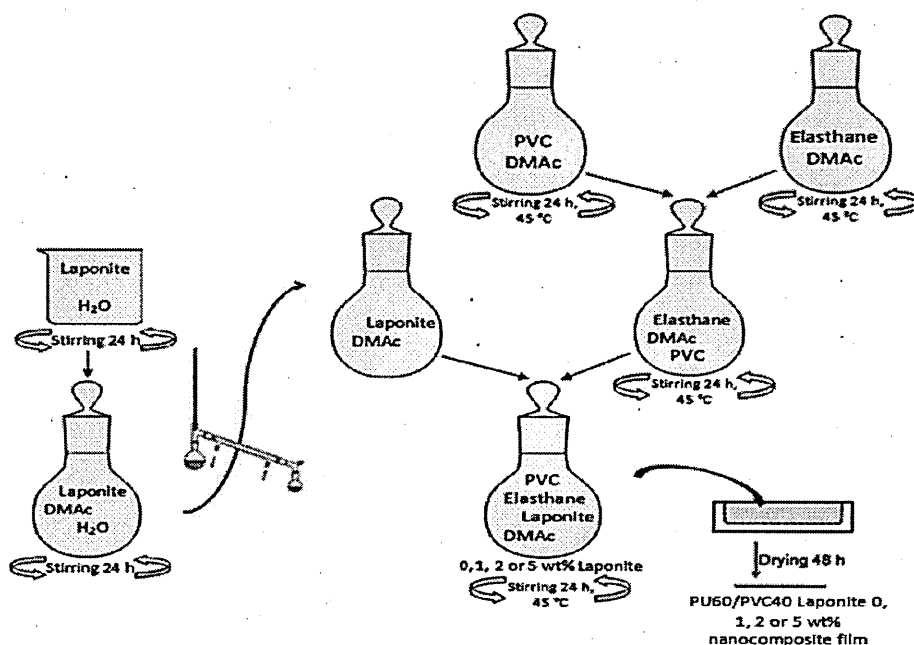 PVC
DMAc
Stirring 24 h,
45 °C
Elasthane
DMAc
Stirring 24 h,
45 °C
Laponite
H₂O
Stirring 24 h
Laponite
DMAc
Elasthane
DMAc
PVC
Stirring 24 h,
45 °C
Laponite
DMAc
H₂O
Stirring 24 h
PVC
Elasthane
Laponite
DMAc
0,1, 2 or 5 wt% Laponite
Stirring 24 h,
45 °C
Drying 48 h
PU60/PVC40 Laponite 0,
1, 2 or 5 wt%
nanocomposite film